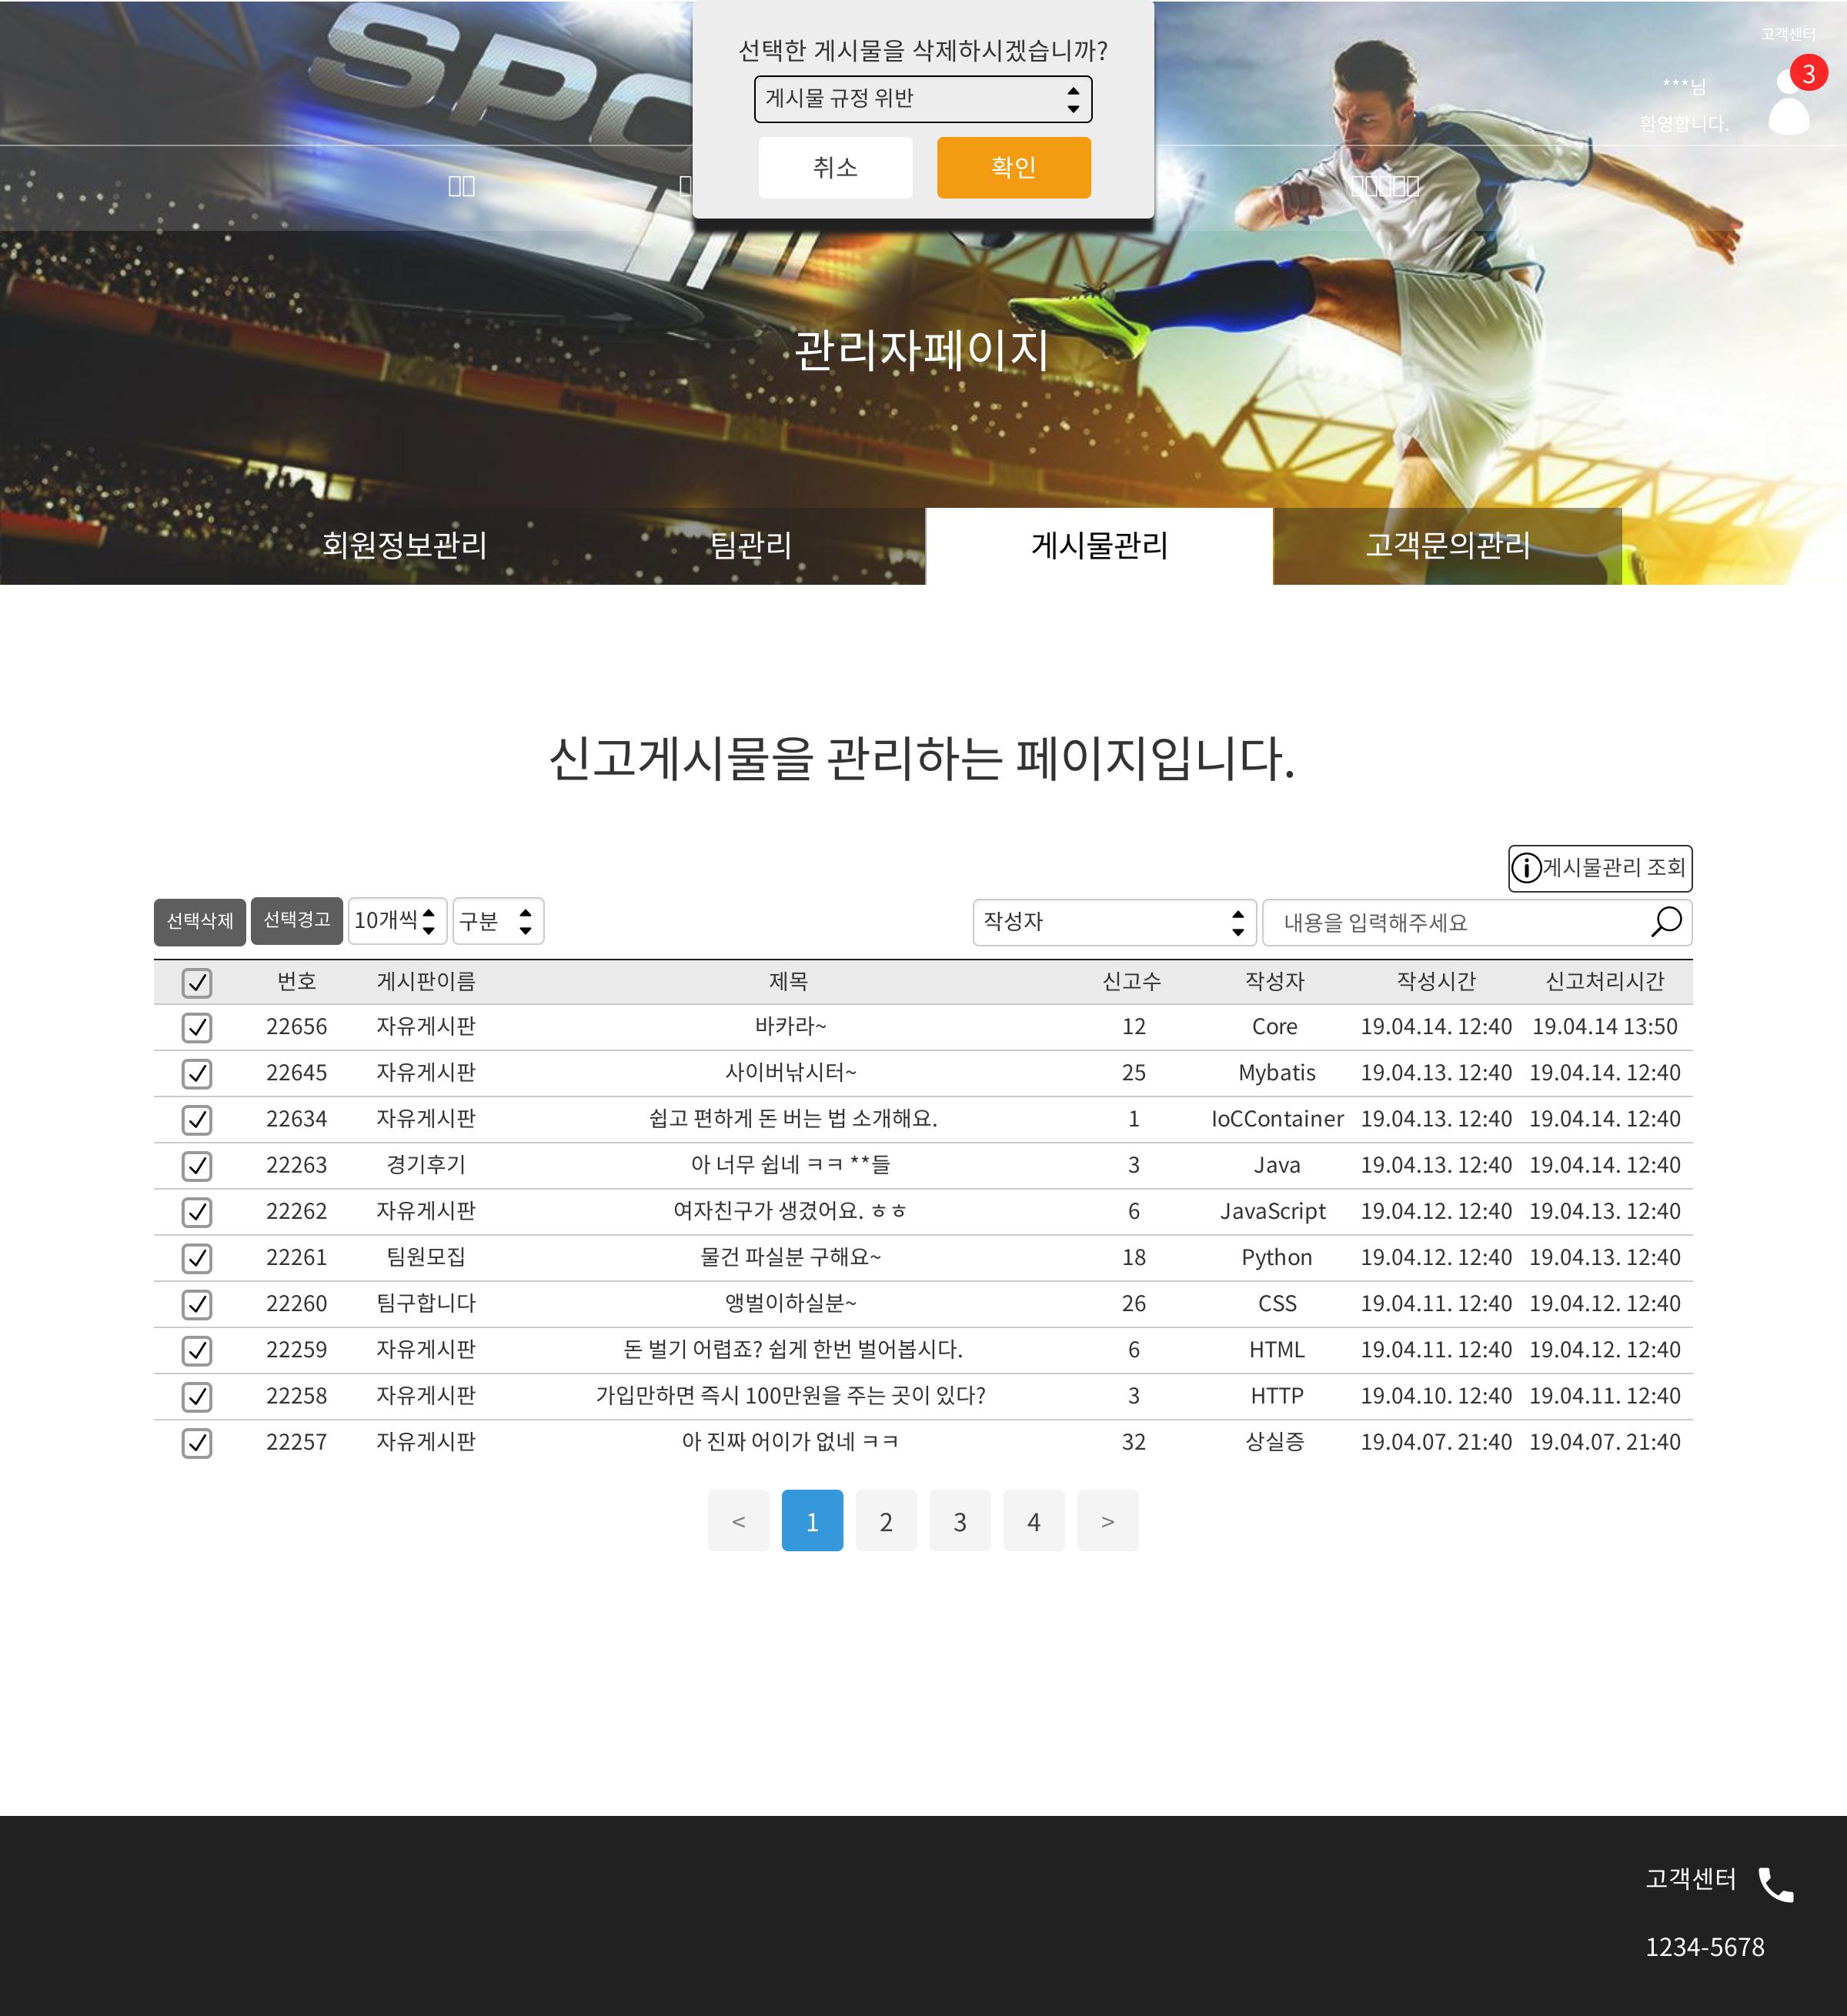 SPO
선택한 게시물을 삭제하시겠습니까?
게시물 규정 위반
취소 확인
고객센터
3
***님
환영합니다.
관리자페이지
회원정보관리 팀관리 게시물관리 고객문의관리
신고게시물을 관리하는 페이지입니다.
게시물관리 조회
선택삭제 선택경고 10개씩 구분 작성자 내용을 입력해주세요
번호 게시판이름 제목 신고수 작성자 작성시간 신고처리시간
22656 자유게시판 바카라~ 12 Core 19.04.14. 12:40 19.04.14 13:50
22645 자유게시판 사이버낚시터~ 25 Mybatis 19.04.13. 12:40 19.04.14. 12:40
22634 자유게시판 쉽고 편하게 돈 버는 법 소개해요. 1 IoCContainer 19.04.13. 12:40 19.04.14. 12:40
22263 경기후기 아 너무 쉽네 ㅋㅋ **들 3 Java 19.04.13. 12:40 19.04.14. 12:40
22262 자유게시판 여자친구가 생겼어요. ㅎㅎ 6 JavaScript 19.04.12. 12:40 19.04.13. 12:40
22261 팀원모집 물건 파실분 구해요~ 18 Python 19.04.12. 12:40 19.04.13. 12:40
22260 팀구합니다 앵벌이하실분~ 26 CSS 19.04.11. 12:40 19.04.12. 12:40
22259 자유게시판 돈 벌기 어렵죠? 쉽게 한번 벌어봅시다. 6 HTML 19.04.11. 12:40 19.04.12. 12:40
22258 자유게시판 가입만하면 즉시 100만원을 주는 곳이 있다? 3 HTTP 19.04.10. 12:40 19.04.11. 12:40
22257 자유게시판 아 진짜 어이가 없네 ㅋㅋ 32 상실증 19.04.07. 21:40 19.04.07. 21:40
< 1 2 3 4 >
고객센터
1234-5678